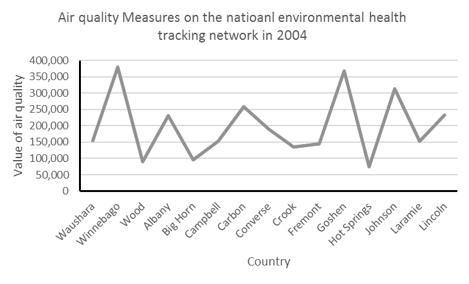 Air quality Measures on the natioanl environmental health
tracking network in 2004
Value of air quality
400,000
350,000
300,000
250,000
200,000
150,000
100,000
50,000
0
Waushara
Winnebago
Wood
Albany
Big Horn
Campbell
Carbon
Converse
Crook
Fremont
Goshen
Hot Springs
Johnson
Laramie
Lincoln
Country